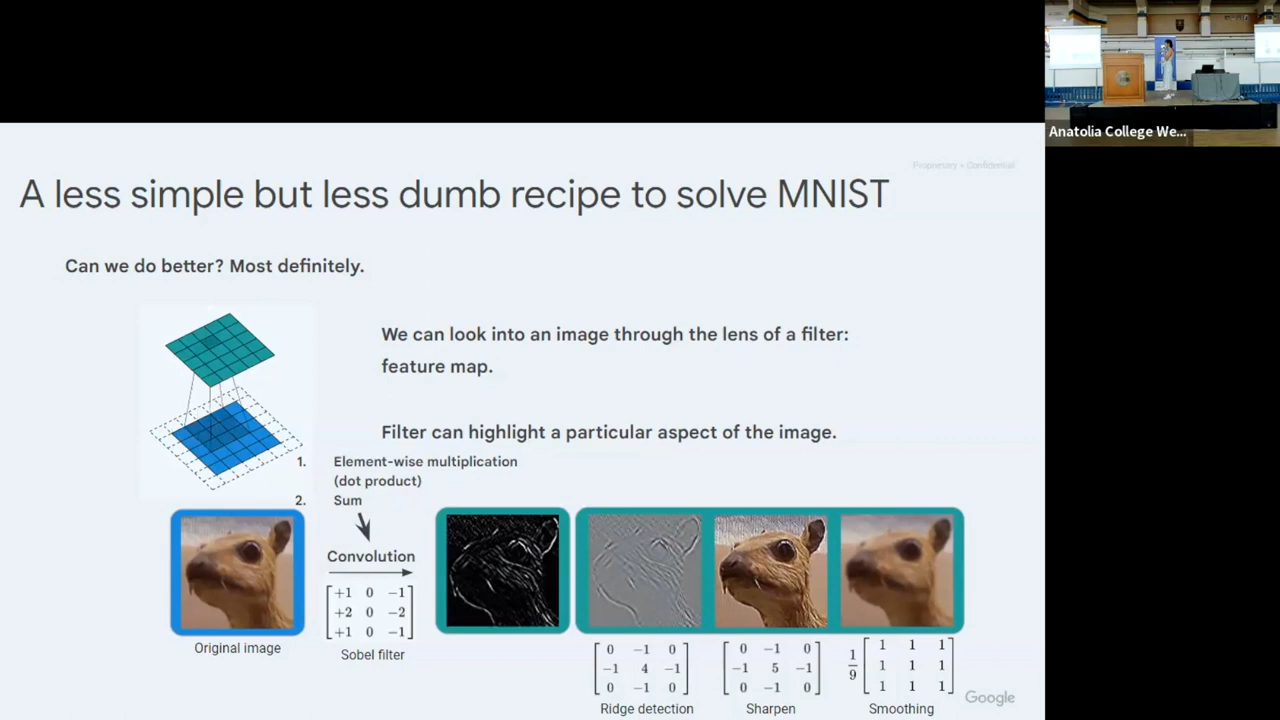 Anatolia College We...
Proprietary + Confidential
A less simple but less dumb recipe to solve MNIST
Can we do better? Most definitely.
We can look into an image through the lens of a filter:
feature map.
Filter can highlight a particular aspect of the image.
1. Element-wise multiplication
(dot product)
2. Sum
Convolution
+1 0 −1
+2 0 −2
+1 0 −1
Sobel filter
Original image
0 −1 0
−1 4 −1
0 −1 0
Ridge detection
0 −1 0
−1 5 −1
0 −1 0
Sharpen
1/9
1 1 1
1 1 1
1 1 1
Smoothing
Google